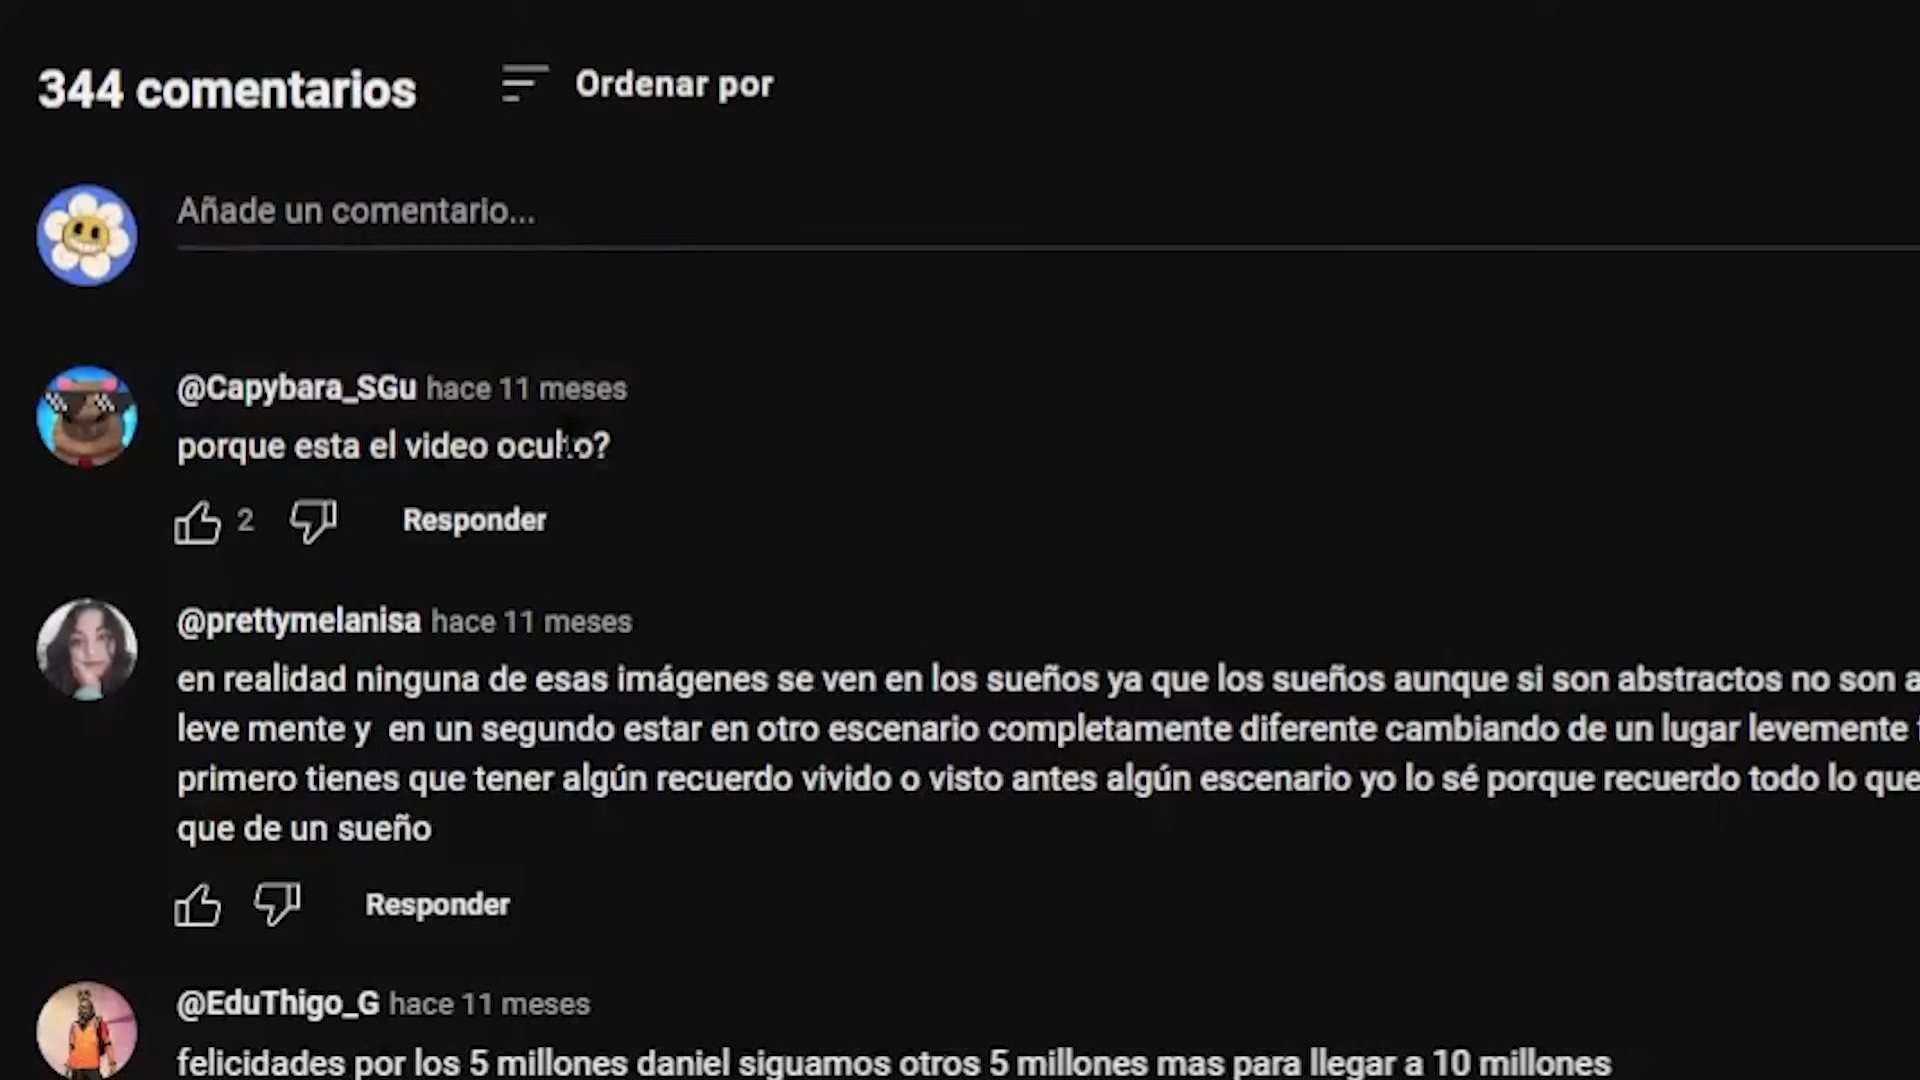 344 comentarios
Ordenar por
Añade un comentario...
@Capybara_SGu hace 11 meses
porque esta el video oculto?
2
Responder
@prettymelanisa hace 11 meses
en realidad ninguna de esas imágenes se ven en los sueños ya que los sueños aunque si son abstractos no son a
leve mente y  en un segundo estar en otro escenario completamente diferente cambiando de un lugar levemente
primero tienes que tener algún recuerdo vivido o visto antes algún escenario yo lo sé porque recuerdo todo lo que
que de un sueño
Responder
@EduThigo_G hace 11 meses
felicidades por los 5 millones daniel siguamos otros 5 millones mas para llegar a 10 millones